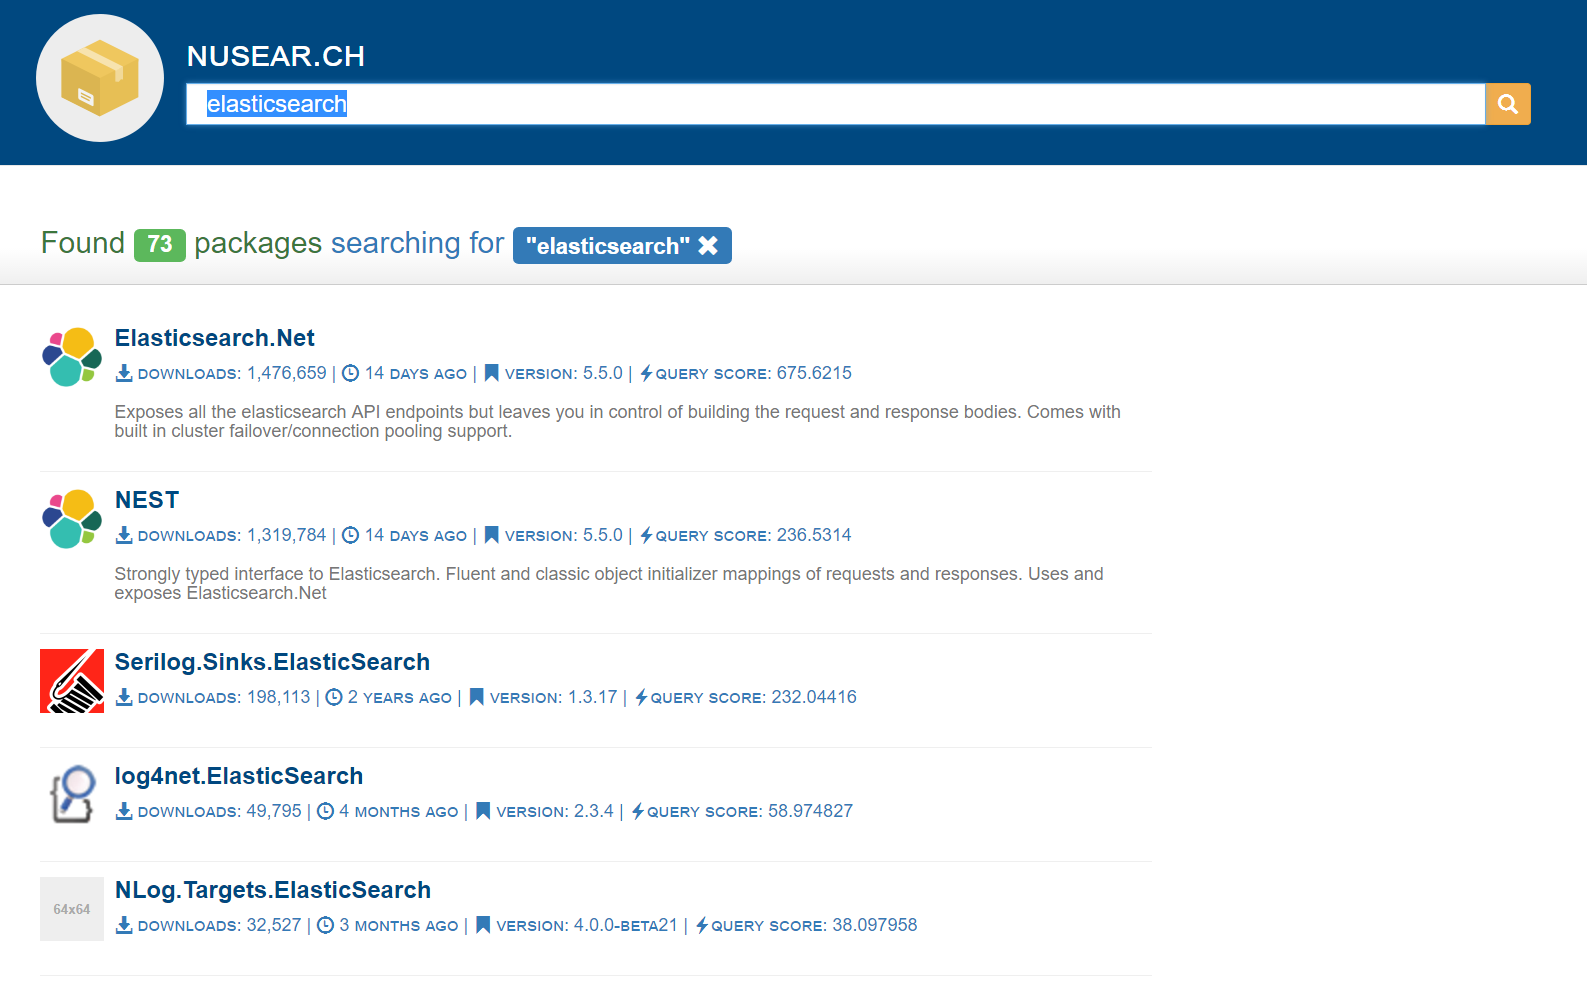 NUSEAR.CH
elasticsearch
Found 73 packages searching for "elasticsearch" ✖
Elasticsearch.Net
DOWNLOADS: 1,476,659 | 14 DAYS AGO | VERSION: 5.5.0 | QUERY SCORE: 675.6215
Exposes all the elasticsearch API endpoints but leaves you in control of building the request and response bodies. Comes with
built in cluster failover/connection pooling support.
NEST
DOWNLOADS: 1,319,784 | 14 DAYS AGO | VERSION: 5.5.0 | QUERY SCORE: 236.5314
Strongly typed interface to Elasticsearch. Fluent and classic object initializer mappings of requests and responses. Uses and
exposes Elasticsearch.Net
Serilog.Sinks.ElasticSearch
DOWNLOADS: 198,113 | 2 YEARS AGO | VERSION: 1.3.17 | QUERY SCORE: 232.04416
log4net.ElasticSearch
DOWNLOADS: 49,795 | 4 MONTHS AGO | VERSION: 2.3.4 | QUERY SCORE: 58.974827
64x64
NLog.Targets.ElasticSearch
DOWNLOADS: 32,527 | 3 MONTHS AGO | VERSION: 4.0.0-BETA21 | QUERY SCORE: 38.097958